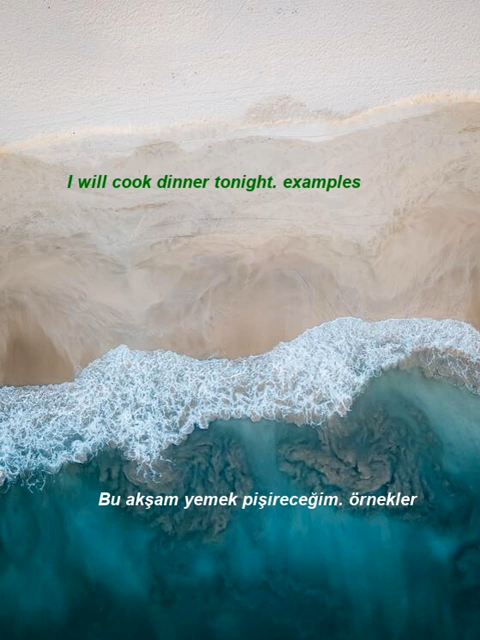 I will cook dinner tonight. examples
Bu akşam yemek pişireceğim. örnekler